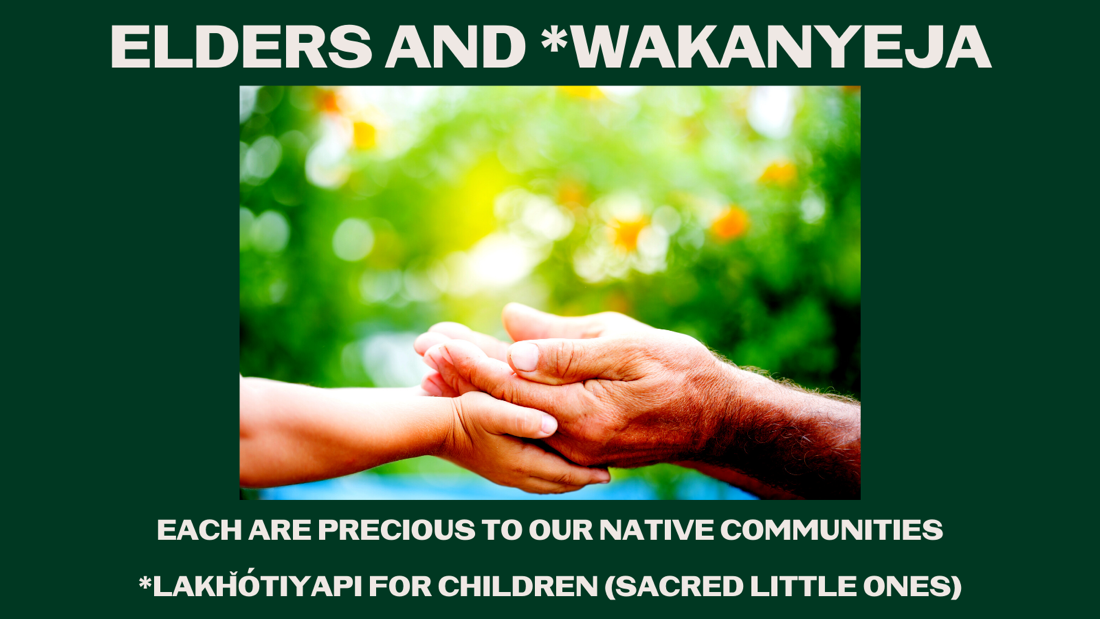 ELDERS AND *WAKANYEJA
EACH ARE PRECIOUS TO OUR NATIVE COMMUNITIES
*LAKȞÓTIYAPI FOR CHILDREN (SACRED LITTLE ONES)